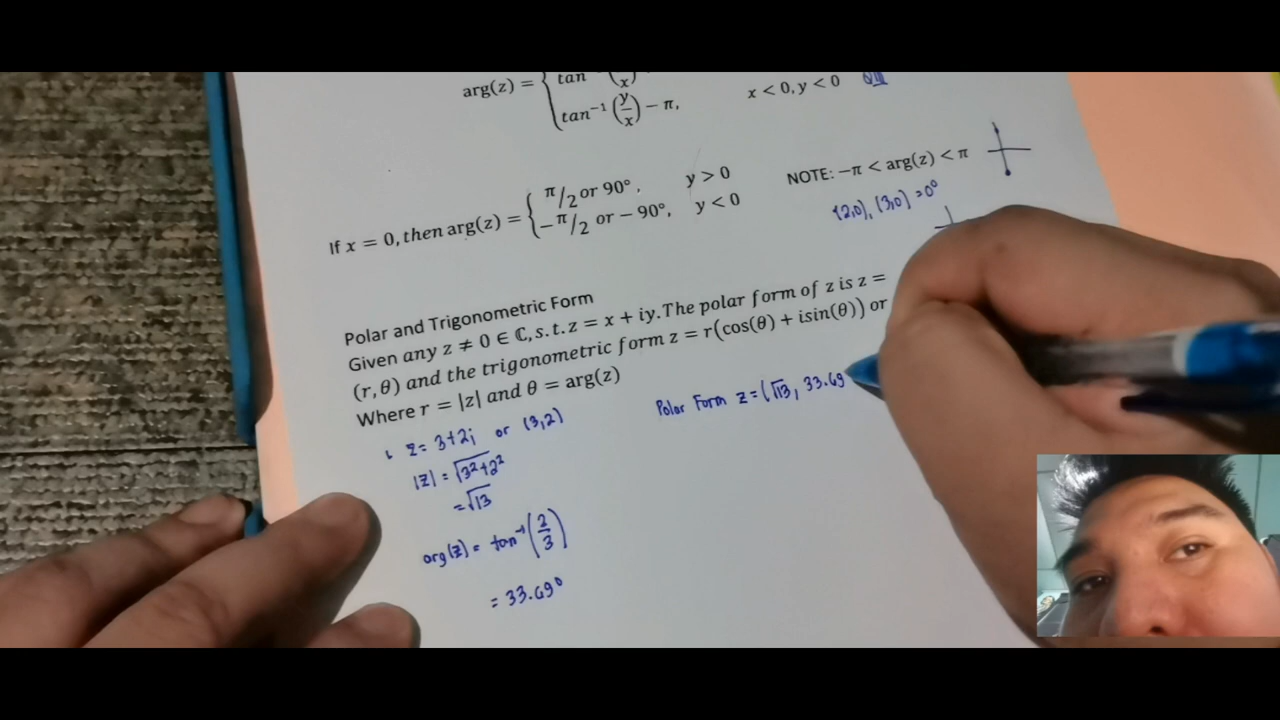 arg(z) = { tan (x)
tan⁻¹ (y/x) − π, x < 0, y < 0 QIII
If x = 0, then arg(z) = { π/2 or 90°, y > 0
−π/2 or − 90°, y < 0
NOTE: −π < arg(z) < π
(2,0), (3,0) = 0°
Polar and Trigonometric Form
Given any z ≠ 0 ∈ ℂ, s.t. z = x + iy. The polar form of z is z =
(r, θ) and the trigonometric form z = r(cos(θ) + isin(θ)) or
Where r = |z| and θ = arg(z)
z = 3+2i or (3,2)
|z| = √3²+2²
= √13
arg(z) = tan⁻¹ (2/3)
= 33.69°
Polar Form z = (√13, 33.69